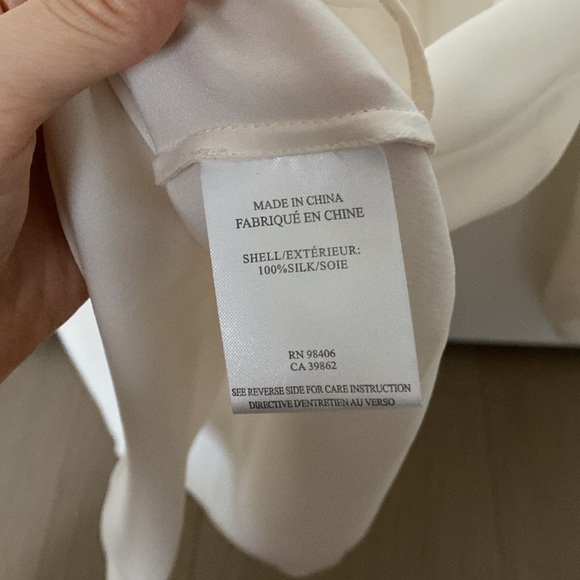 MADE IN CHINA
FABRIQUÉ EN CHINE
SHELL/EXTÉRIEUR:
100%SILK/SOIE
RN 98406
CA 39862
SEE REVERSE SIDE FOR CARE INSTRUCTION
DIRECTIVE D'ENTRETIEN AU VERSO